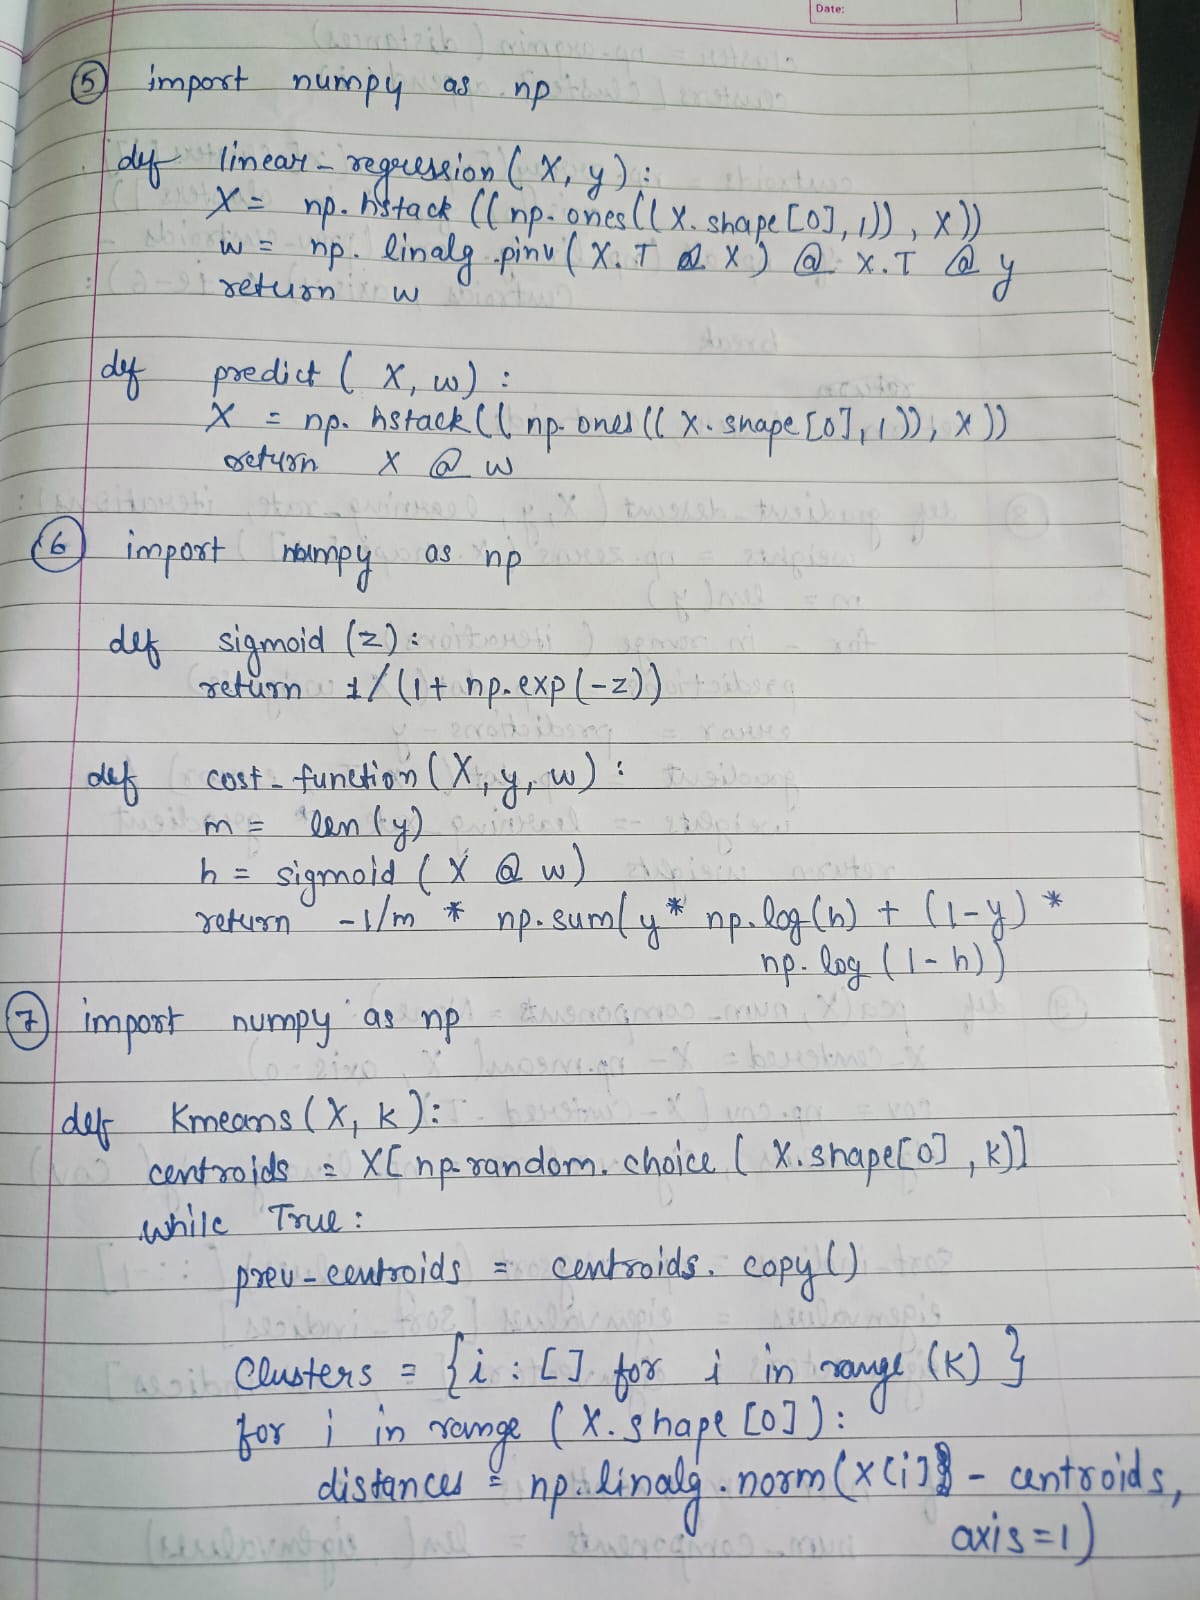 Date:
5 import numpy as np
def linear_regression(X, y):
X = np.hstack((np.ones((X.shape[0], 1)), X))
w = np.linalg.pinv(X.T @ X) @ X.T @ y
return w
def predict(X, w):
X = np.hstack((np.ones((X.shape[0], 1)), X))
return X @ w
6 import numpy as np
def sigmoid(z):
return 1/(1 + np.exp(-z))
def cost_function(X, y, w):
m = len(y)
h = sigmoid(X @ w)
return -1/m * np.sum(y * np.log(h) + (1-y) *
np.log(1-h))
7 import numpy as np
def Kmeans(X, k):
centroids = X[np.random.choice(X.shape[0], k)]
while True:
prev_centroids = centroids.copy()
Clusters = {i : [] for i in range(k)}
for i in range(X.shape[0]):
distances = np.linalg.norm(X[i] - centroids,
axis=1)